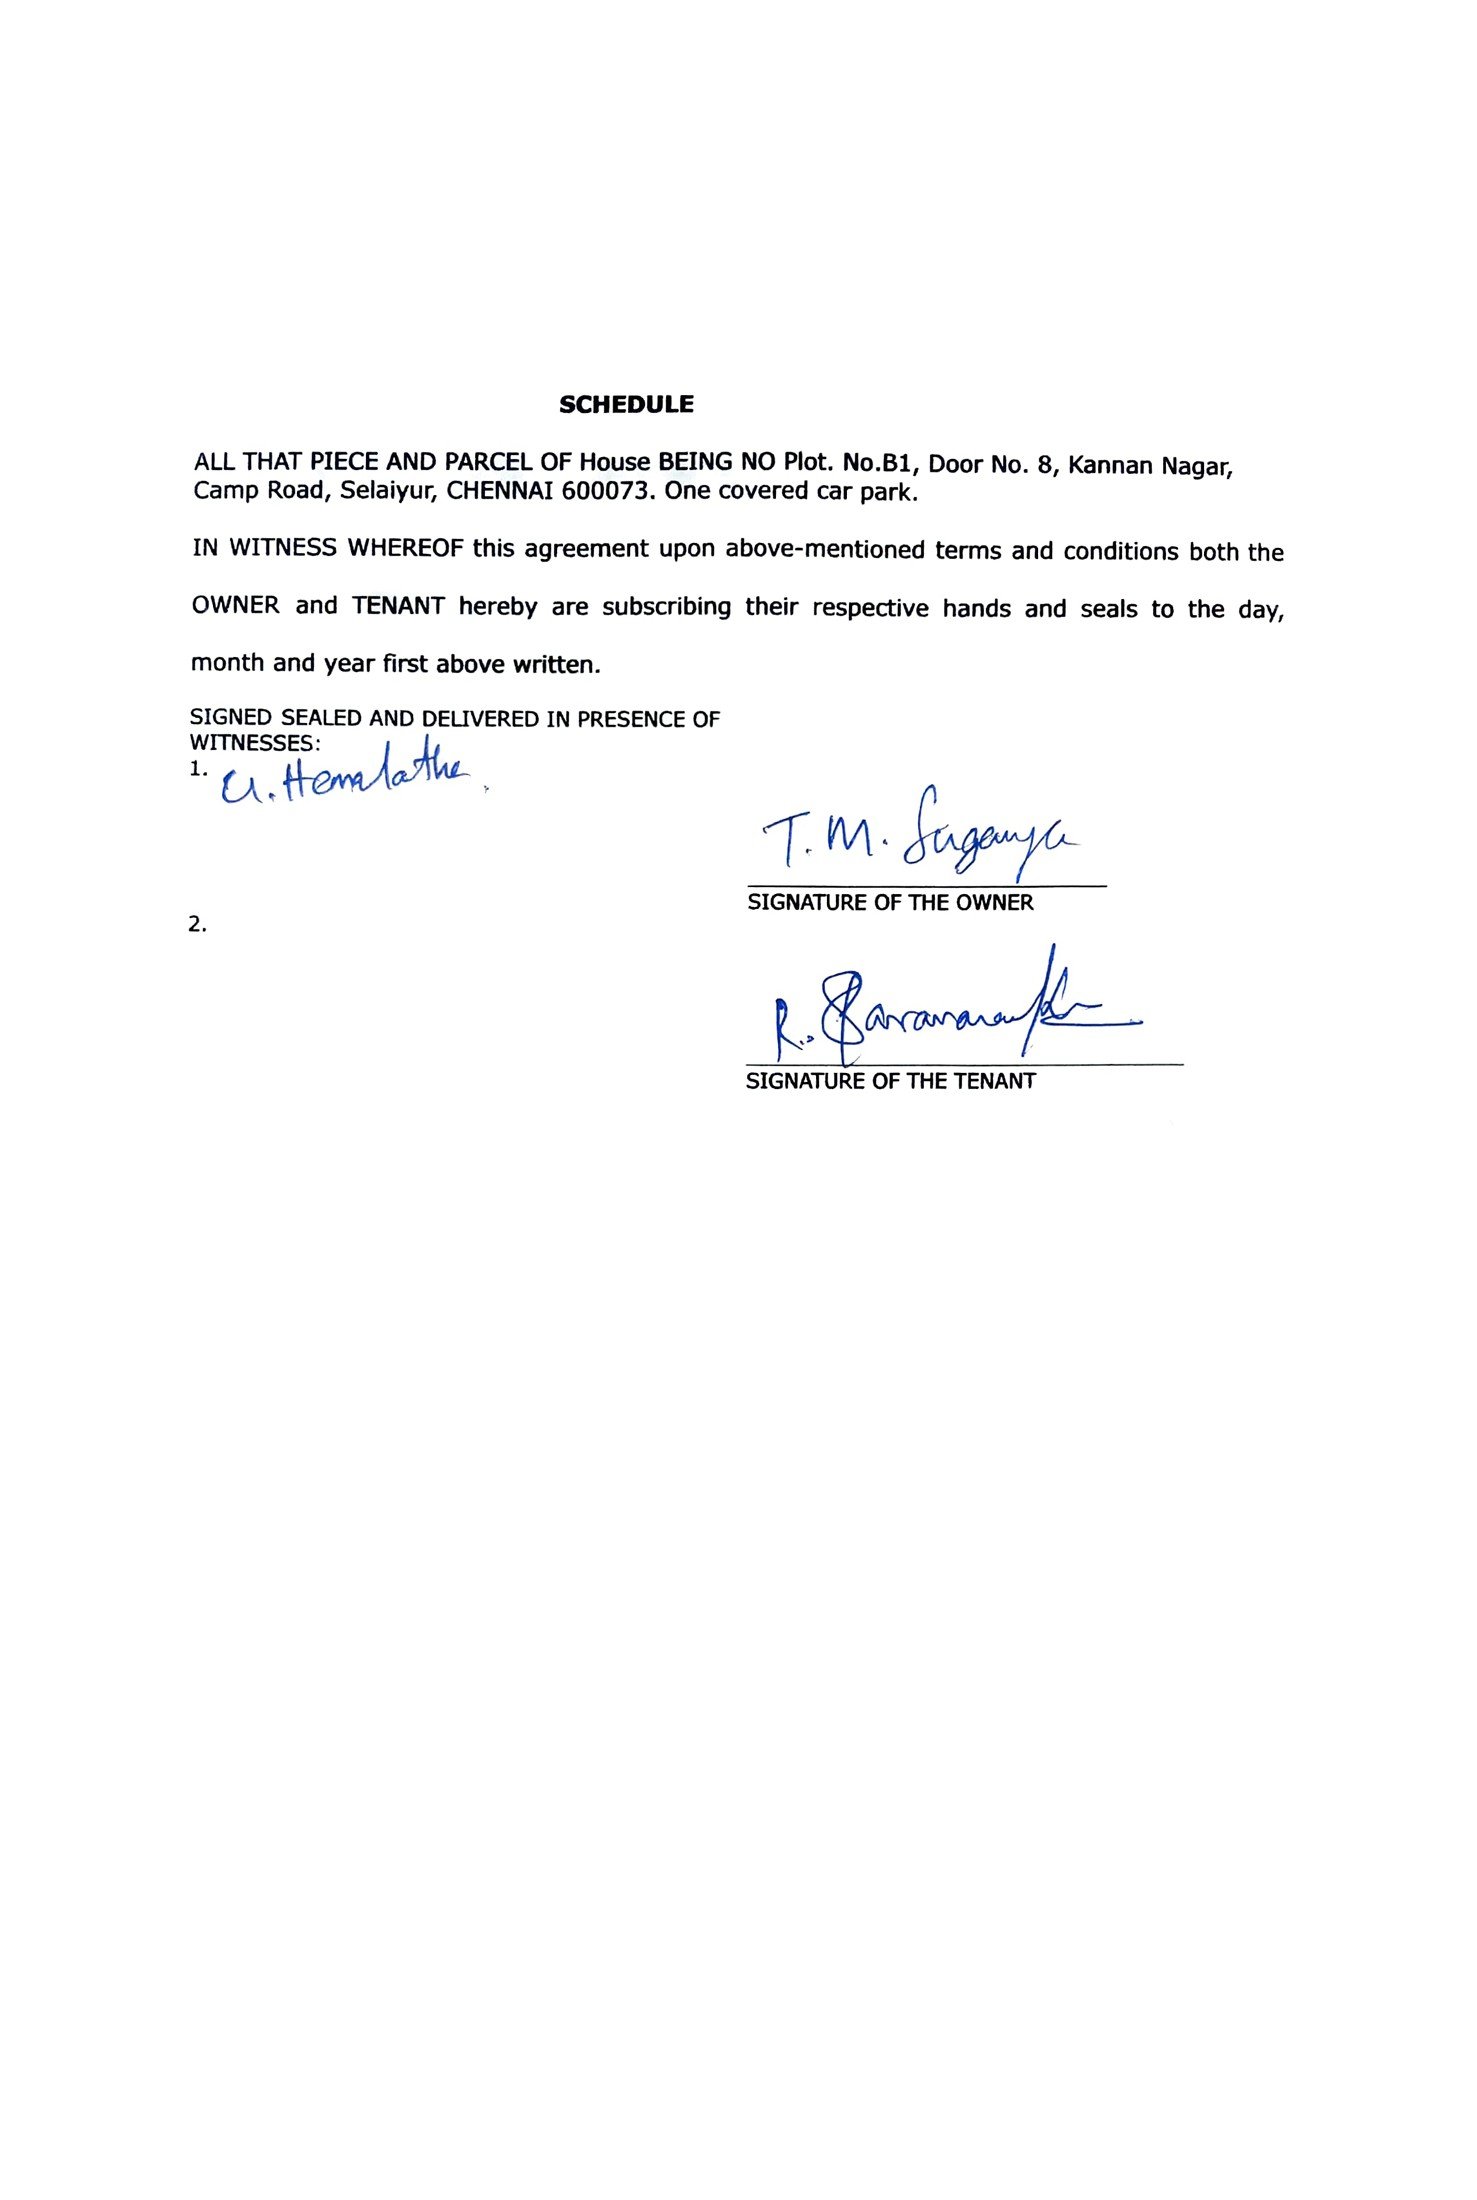 SCHEDULE
ALL THAT PIECE AND PARCEL OF House BEING NO Plot. No.B1, Door No. 8, Kannan Nagar,
Camp Road, Selaiyur, CHENNAI 600073. One covered car park.
IN WITNESS WHEREOF this agreement upon above-mentioned terms and conditions both the
OWNER and TENANT hereby are subscribing their respective hands and seals to the day,
month and year first above written.
SIGNED SEALED AND DELIVERED IN PRESENCE OF
WITNESSES:
1. U. Hemalatha.
T. M. Suganya
SIGNATURE OF THE OWNER
2.
R.
SIGNATURE OF THE TENANT